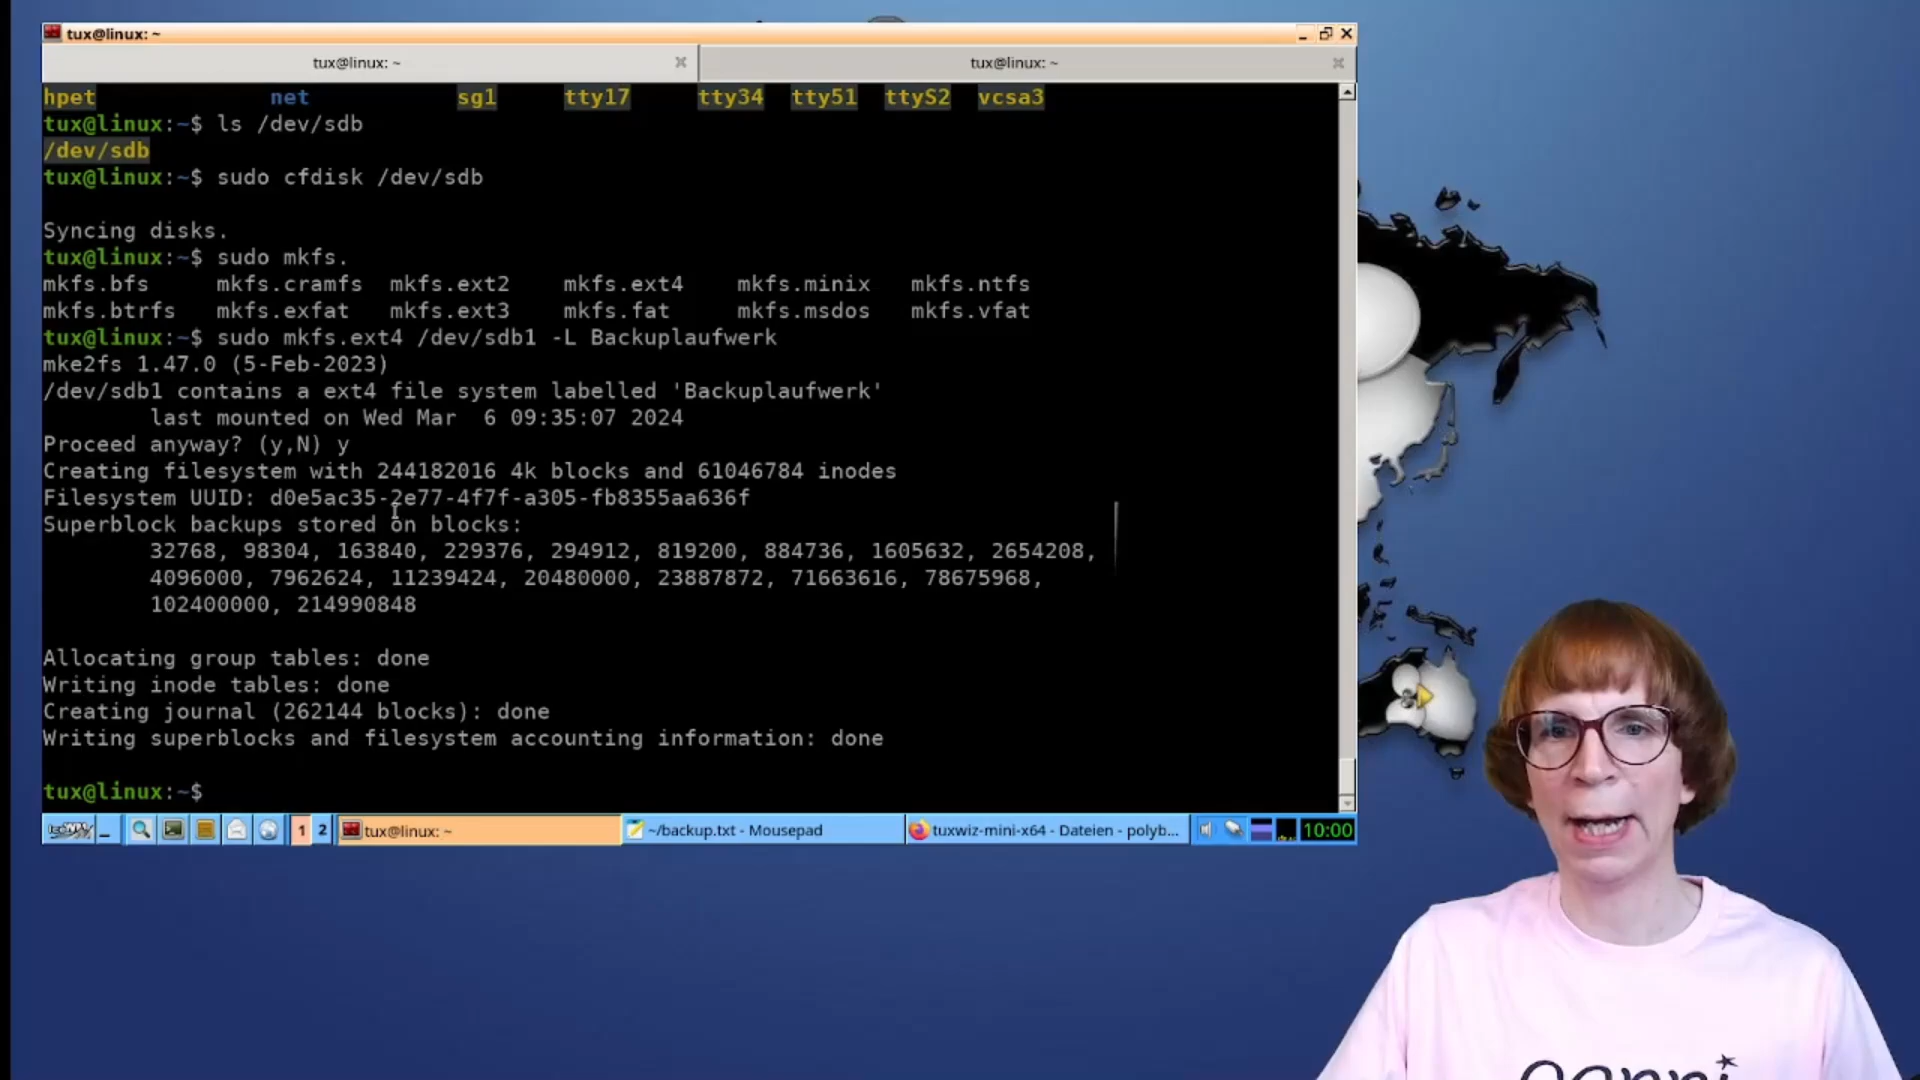 tux@linux: ~
tux@linux: ~ tux@linux: ~
hpet net sg1 tty17 tty34 tty51 ttyS2 vcsa3
tux@linux:~$ ls /dev/sdb
/dev/sdb
tux@linux:~$ sudo cfdisk /dev/sdb
Syncing disks.
tux@linux:~$ sudo mkfs.
mkfs.bfs mkfs.cramfs mkfs.ext2 mkfs.ext4 mkfs.minix mkfs.ntfs
mkfs.btrfs mkfs.exfat mkfs.ext3 mkfs.fat mkfs.msdos mkfs.vfat
tux@linux:~$ sudo mkfs.ext4 /dev/sdb1 -L Backuplaufwerk
mke2fs 1.47.0 (5-Feb-2023)
/dev/sdb1 contains a ext4 file system labelled 'Backuplaufwerk'
last mounted on Wed Mar  6 09:35:07 2024
Proceed anyway? (y,N) y
Creating filesystem with 244182016 4k blocks and 61046784 inodes
Filesystem UUID: d0e5ac35-2e77-4f7f-a305-fb8355aa636f
Superblock backups stored on blocks:
32768, 98304, 163840, 229376, 294912, 819200, 884736, 1605632, 2654208,
4096000, 7962624, 11239424, 20480000, 23887872, 71663616, 78675968,
102400000, 214990848
Allocating group tables: done
Writing inode tables: done
Creating journal (262144 blocks): done
Writing superblocks and filesystem accounting information: done
tux@linux:~$
1 2 tux@linux: ~ ~/backup.txt - Mousepad tuxwiz-mini-x64 - Dateien - polyb... 10:00